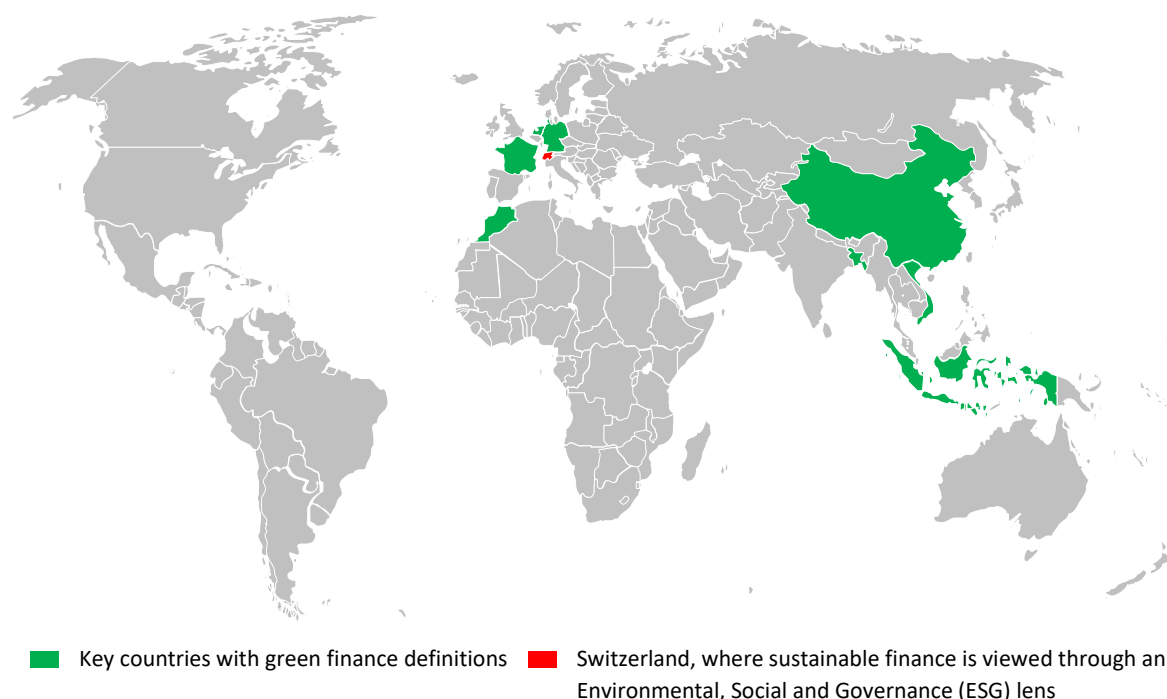 Key countries with green finance definitions
Switzerland, where sustainable finance is viewed through an
Environmental, Social and Governance (ESG) lens